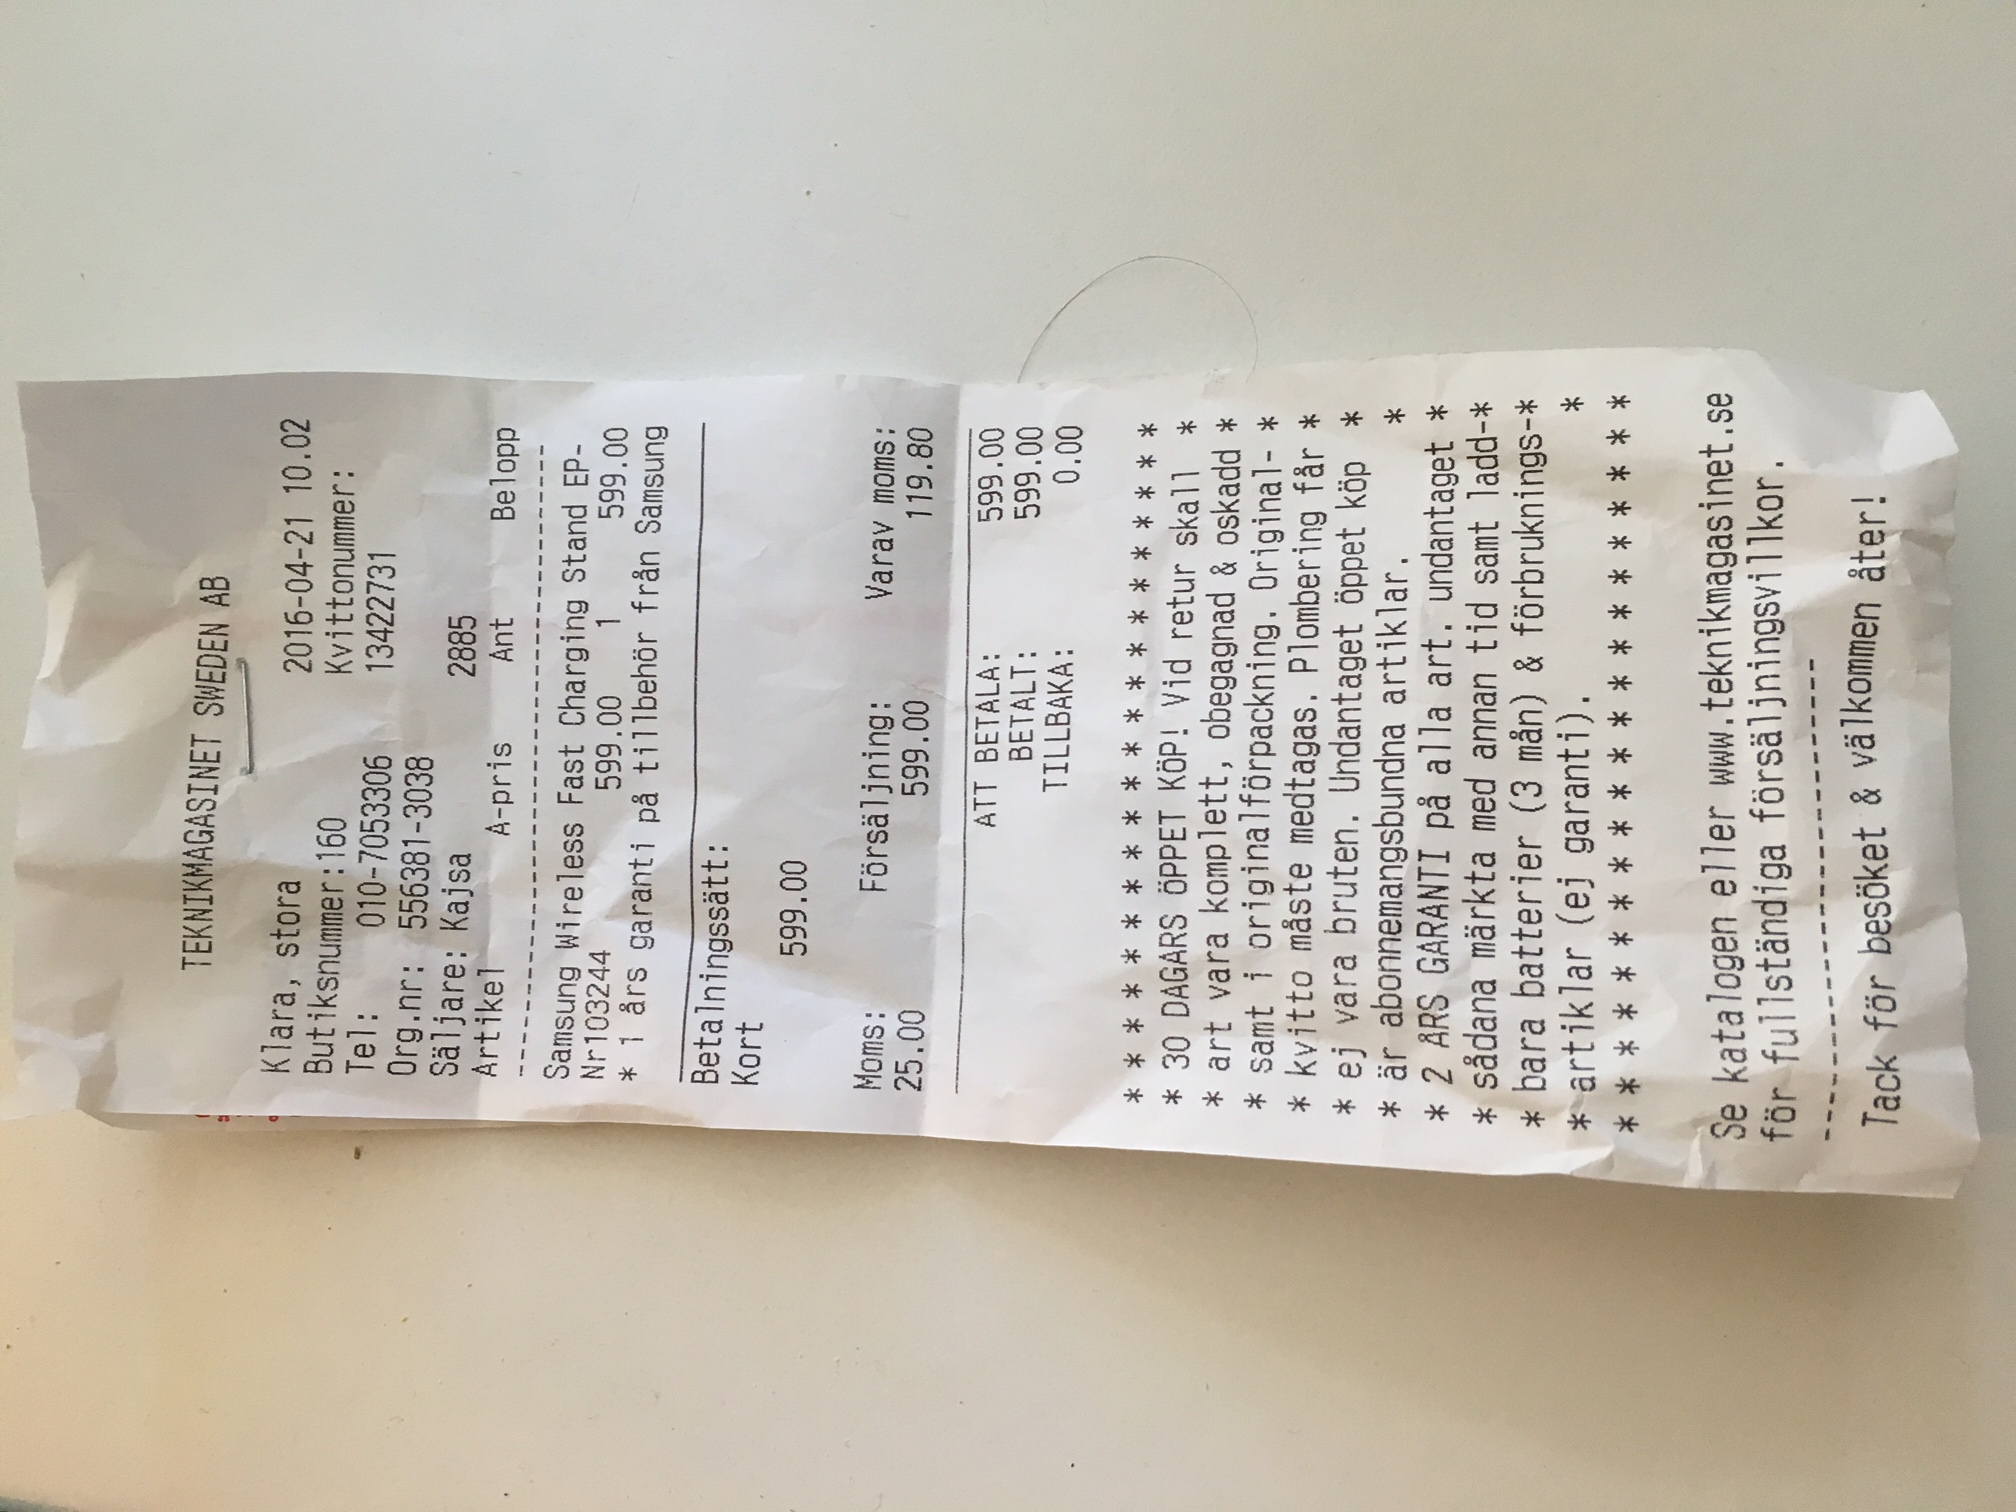 TEKNIKMAGASINET SWEDEN AB
Klara, stora 2016-04-21 10.02
Butiksnummer:160 Kvittonummer:
Tel: 010-7053306 13422731
Org.nr: 556381-3038
Säljare: Kajsa 2885
Artikel A-pris Ant Belopp
----------------------------------------
Samsung Wireless Fast Charging Stand EP-
Nr103244 599.00 1 599.00
* 1 års garanti på tillbehör från Samsung
Betalningssätt:
Kort
599.00
Moms: Försäljning: Varav moms:
25.00 599.00 119.80
ATT BETALA: 599.00
BETALT: 599.00
TILLBAKA: 0.00
* * * * * * * * * * * * * * * * * * * *
* 30 DAGARS ÖPPET KÖP! Vid retur skall *
* art vara komplett, obegagnad & oskadd *
* samt i originalförpackning. Original- *
* kvitto måste medtagas. Plombering får *
* ej vara bruten. Undantaget öppet köp *
* är abonnemangsbundna artiklar. *
* 2 ÅRS GARANTI på alla art. undantaget *
* sådana märkta med annan tid samt ladd-*
* bara batterier (3 mån) & förbruknings-*
* artiklar (ej garanti). *
* * * * * * * * * * * * * * * * * * * *
Se katalogen eller www.teknikmagasinet.se
för fullständiga försäljningsvillkor.
---------------------------
Tack för besöket & välkommen åter!